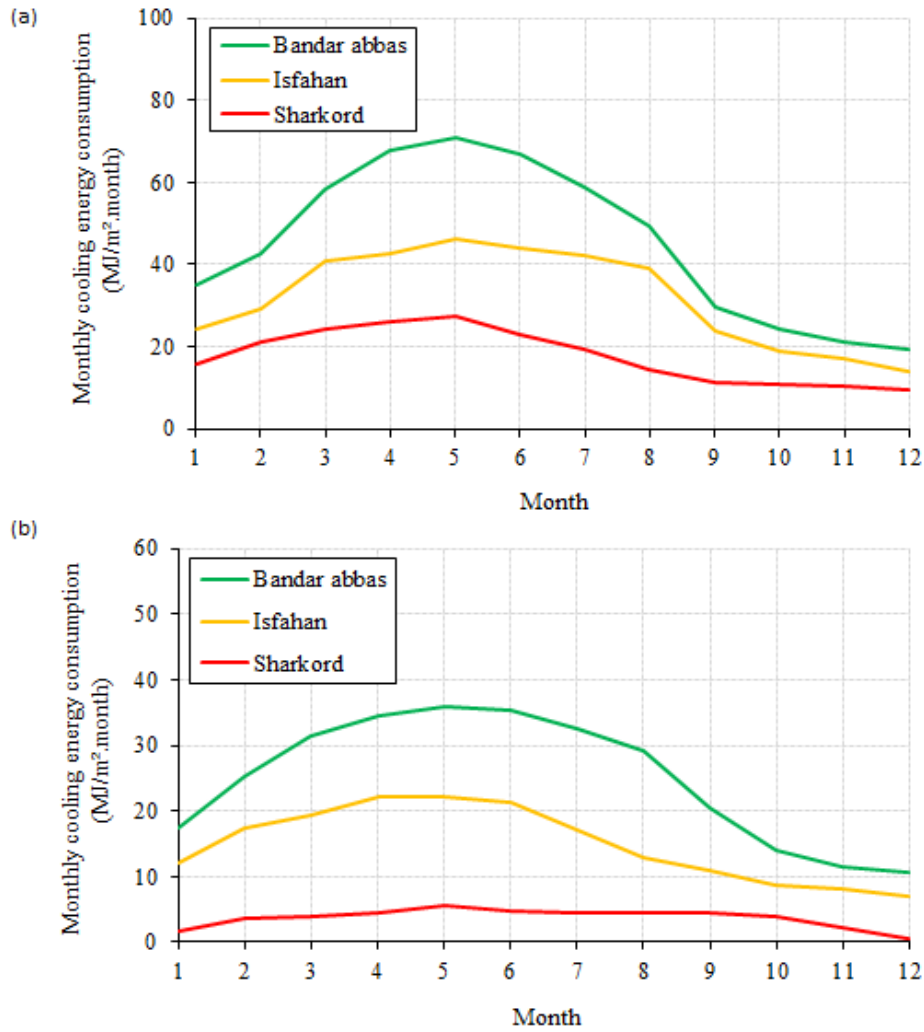 (a)
Monthly cooling energy consumption
(MJ/m².month)
100
80
60
40
20
0
Bandar abbas
Isfahan
Sharkord
1 2 3 4 5 6 7 8 9 10 11 12
Month
(b)
Monthly cooling energy consumption
(MJ/m².month)
60
50
40
30
20
10
0
Bandar abbas
Isfahan
Sharkord
1 2 3 4 5 6 7 8 9 10 11 12
Month